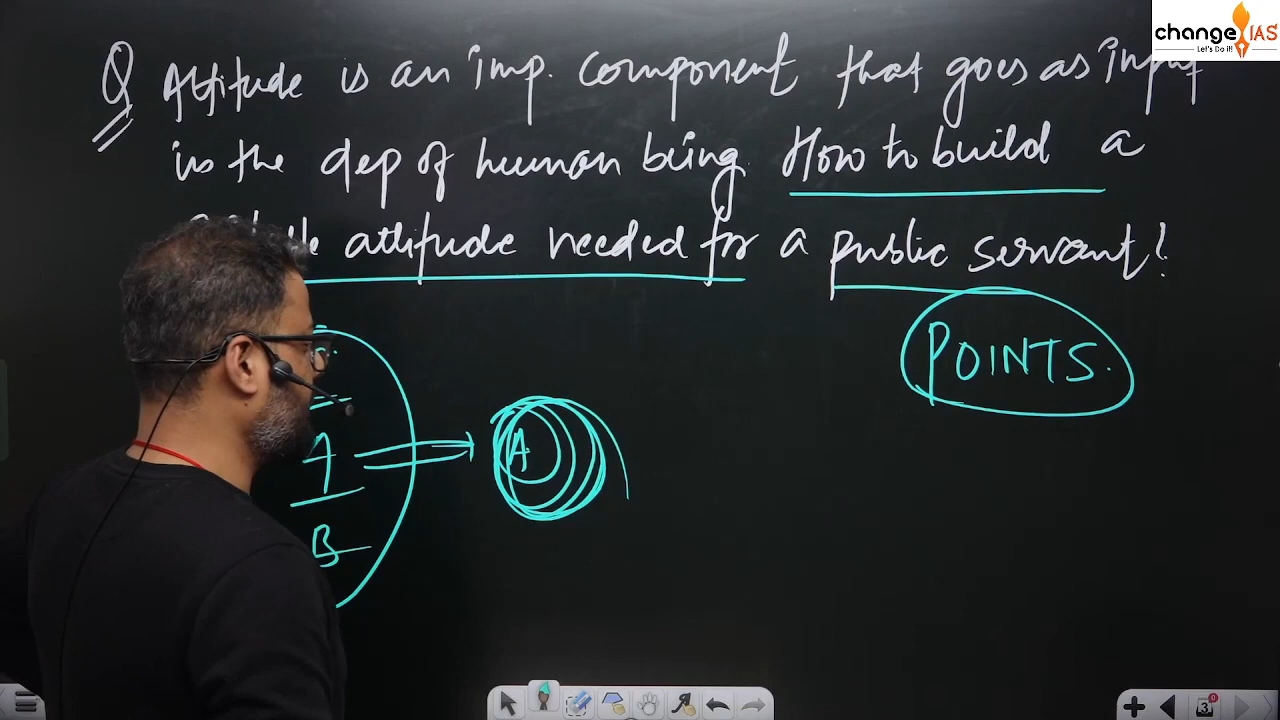 change IAS
Let's Do it!
Q Attitude is an imp. component that goes as input
in the dep of human being. How to build a
attitude needed for a public servant?
POINTS.
A
A
B
3